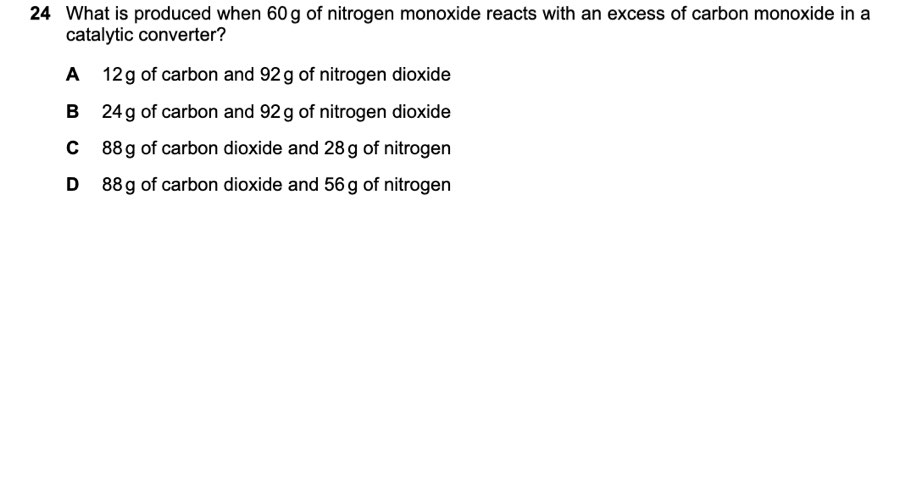 24 What is produced when 60 g of nitrogen monoxide reacts with an excess of carbon monoxide in a
catalytic converter?
A 12 g of carbon and 92 g of nitrogen dioxide
B 24 g of carbon and 92 g of nitrogen dioxide
C 88 g of carbon dioxide and 28 g of nitrogen
D 88 g of carbon dioxide and 56 g of nitrogen